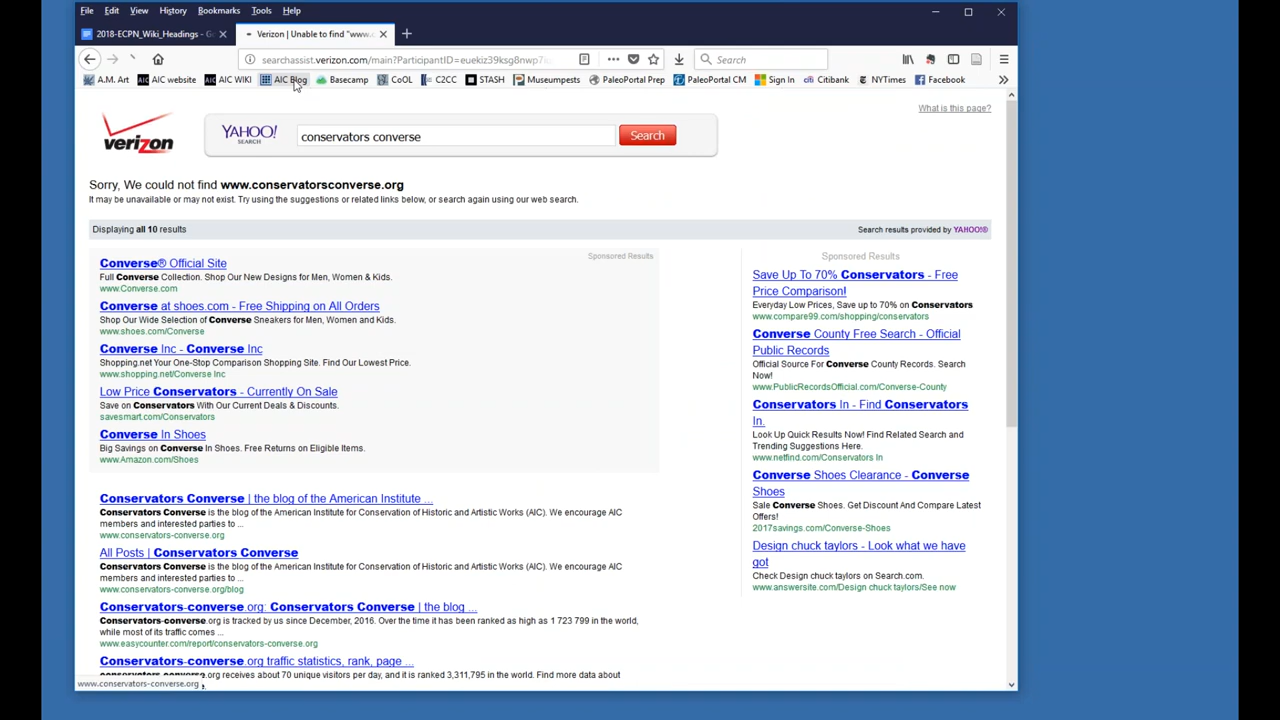 File Edit View History Bookmarks Tools Help
2018-ECPN_Wiki_Headings - G
Verizon | Unable to find "www.c
searchassist.verizon.com/main?ParticipantID=euekiz39ksg8nwp7
Search
A.M. Art AIC website AIC WIKI AIC Blog Basecamp CoOL C2CC STASH Museumpests PaleoPortal Prep PaleoPortal CM Sign In Citibank NYTimes Facebook
What is this page?
verizon
YAHOO!
SEARCH
conservators converse
Search
Sorry, We could not find www.conservatorsconverse.org
It may be unavailable or may not exist. Try using the suggestions or related links below, or search again using our web search.
Displaying all 10 results
Search results provided by YAHOO!®
Sponsored Results
Converse® Official Site
Full Converse Collection. Shop Our New Designs for Men, Women & Kids.
www.Converse.com
Converse at shoes.com - Free Shipping on All Orders
Shop Our Wide Selection of Converse Sneakers for Men, Women and Kids.
www.shoes.com/Converse
Converse Inc - Converse Inc
Shopping.net Your One-Stop Comparison Shopping Site. Find Our Lowest Price.
www.shopping.net/Converse Inc
Low Price Conservators - Currently On Sale
Save on Conservators With Our Current Deals & Discounts.
savesmart.com/Conservators
Converse In Shoes
Big Savings on Converse In Shoes. Free Returns on Eligible Items.
www.Amazon.com/Shoes
Conservators Converse | the blog of the American Institute ...
Conservators Converse is the blog of the American Institute for Conservation of Historic and Artistic Works (AIC). We encourage AIC
members and interested parties to ...
www.conservators-converse.org
All Posts | Conservators Converse
Conservators Converse is the blog of the American Institute for Conservation of Historic and Artistic Works (AIC). We encourage AIC
members and interested parties to ...
www.conservators-converse.org/blog
Conservators-converse.org: Conservators Converse | the blog ...
Conservators-converse.org is tracked by us since December, 2016. Over the time it has been ranked as high as 1 723 799 in the world,
while most of its traffic comes ...
www.easycounter.com/report/conservators-converse.org
Conservators-converse.org traffic statistics, rank, page ...
conservators-converse.org receives about 70 unique visitors per day, and it is ranked 3,311,795 in the world. Find more data about
www.conservators-converse.org
Sponsored Results
Save Up To 70% Conservators - Free
Price Comparison!
Everyday Low Prices, Save up to 70% on Conservators
www.compare99.com/shopping/conservators
Converse County Free Search - Official
Public Records
Official Source For Converse County Records. Search
Now!
www.PublicRecordsOfficial.com/Converse-County
Conservators In - Find Conservators
In.
Look Up Quick Results Now! Find Related Search and
Trending Suggestions Here.
www.netfind.com/Conservators In
Converse Shoes Clearance - Converse
Shoes
Sale Converse Shoes. Get Discount And Compare Latest
Offers!
2017savings.com/Converse-Shoes
Design chuck taylors - Look what we have
got
Check Design chuck taylors on Search.com.
www.answersite.com/Design chuck taylors/See now